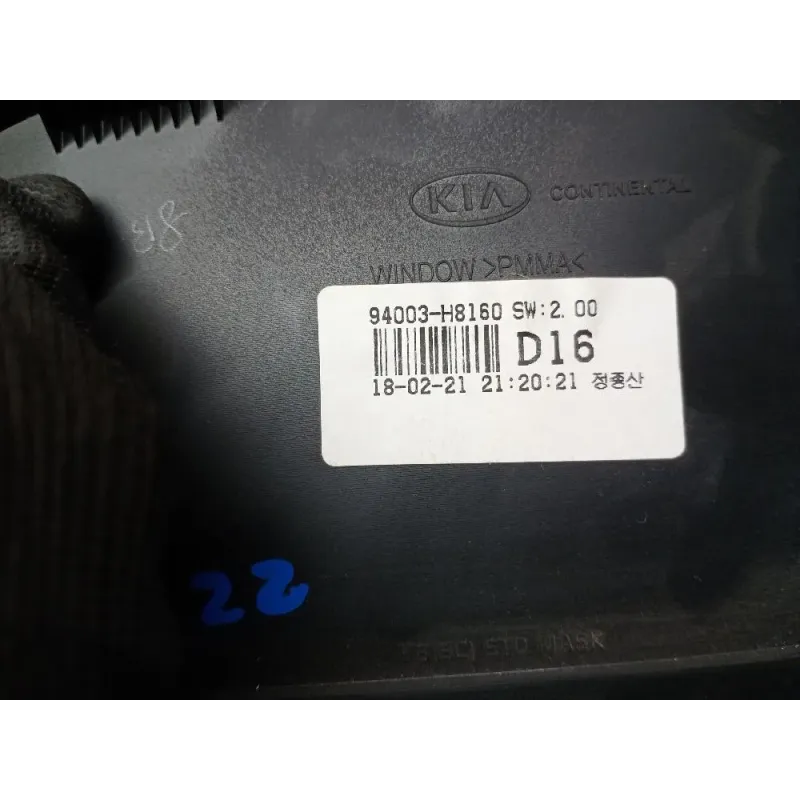 KIA CONTINENTAL
WINDOW >PMMA<
94003-H8160 SW:2.00
D16
18-02-21 21:20:21 정종산
22